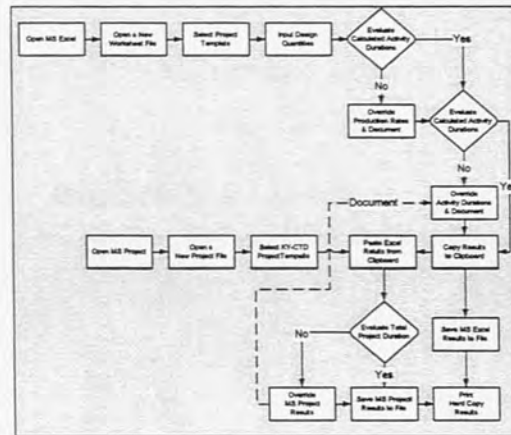 Open MS Excel
Open a New
Worksheet File
Select Project
Template
Input Design
Quantities
Evaluate
Calculated Activity
Durations
Yes
No
Override
Production Rates
& Document
Evaluate
Calculated Activity
Durations
No
Yes
Document
Override
Activity Durations
& Document
Open MS Project
Open a
New Project File
Select KY-CTD
Project Template
Paste Excel
Results from
Clipboard
Copy Results
to Clipboard
Evaluate Total
Project Duration
No
Yes
Save MS Excel
Results to File
Override
MS Project
Results
Save MS Project
Results to File
Print
Hard Copy
Results